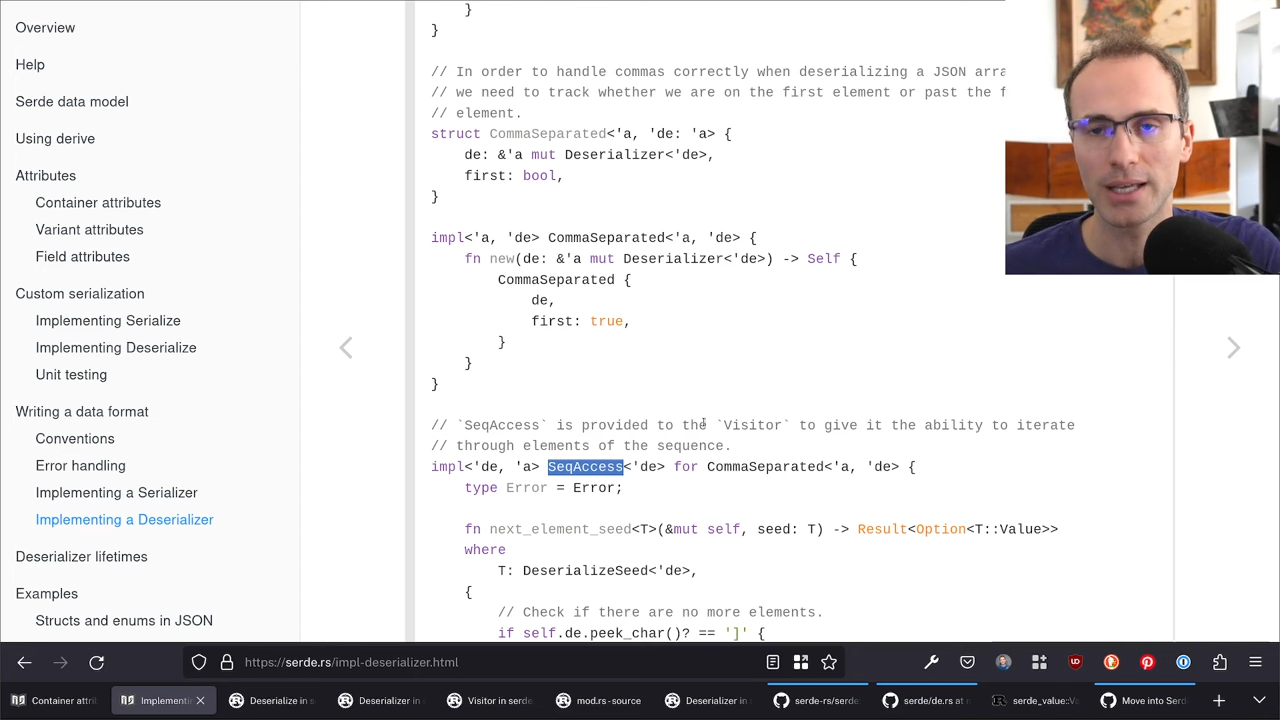 Overview
Help
Serde data model
Using derive
Attributes
Container attributes
Variant attributes
Field attributes
Custom serialization
Implementing Serialize
Implementing Deserialize
Unit testing
Writing a data format
Conventions
Error handling
Implementing a Serializer
Implementing a Deserializer
Deserializer lifetimes
Examples
Structs and enums in JSON
}
}
// In order to handle commas correctly when deserializing a JSON arra
// we need to track whether we are on the first element or past the f
// element.
struct CommaSeparated<'a, 'de: 'a> {
de: &'a mut Deserializer<'de>,
first: bool,
}
impl<'a, 'de> CommaSeparated<'a, 'de> {
fn new(de: &'a mut Deserializer<'de>) -> Self {
CommaSeparated {
de,
first: true,
}
}
}
// `SeqAccess` is provided to the `Visitor` to give it the ability to iterate
// through elements of the sequence.
impl<'de, 'a> SeqAccess<'de> for CommaSeparated<'a, 'de> {
type Error = Error;
fn next_element_seed<T>(&mut self, seed: T) -> Result<Option<T::Value>>
where
T: DeserializeSeed<'de>,
{
// Check if there are no more elements.
if self.de.peek_char()? == ']' {
https://serde.rs/impl-deserializer.html
Container attrib
Implementi
Deserialize in s
Deserializer in
Visitor in serde
mod.rs - source
Deserializer in
serde-rs/serde
serde/de.rs at
serde_value::Va
Move into Serd